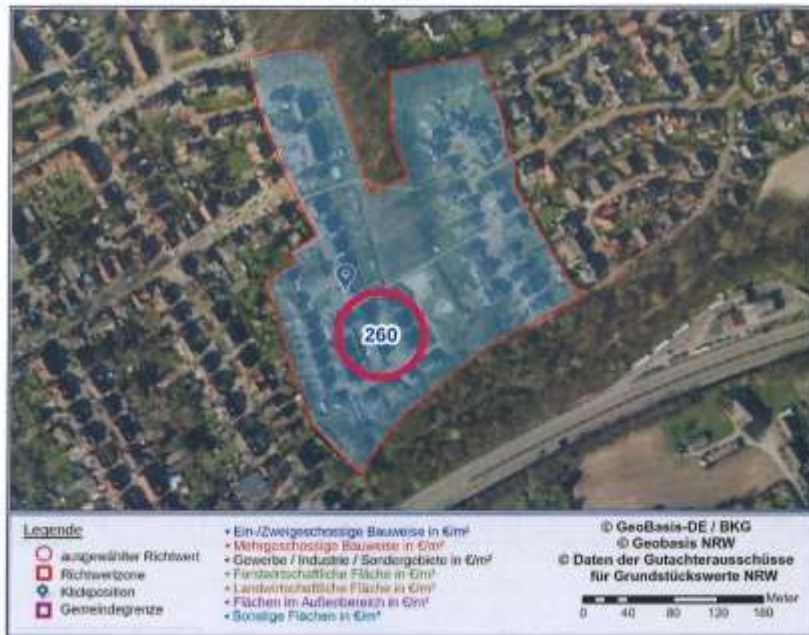 260
Legende
ausgewählter Richtwert
Richtwertzone
Klickposition
Gemeindegrenze
• Ein-/Zweigeschossige Bauweise in €/m²
• Mehrgeschossige Bauweise in €/m²
• Gewerbe / Industrie / Sondergebiete in €/m²
• Forstwirtschaftliche Fläche in €/m²
• Landwirtschaftliche Fläche in €/m²
• Flächen im Außenbereich in €/m²
• Sonstige Flächen in €/m²
© GeoBasis-DE / BKG
© Geobasis NRW
© Daten der Gutachterausschüsse
für Grundstückswerte NRW
Meter
0 40 80 120 160